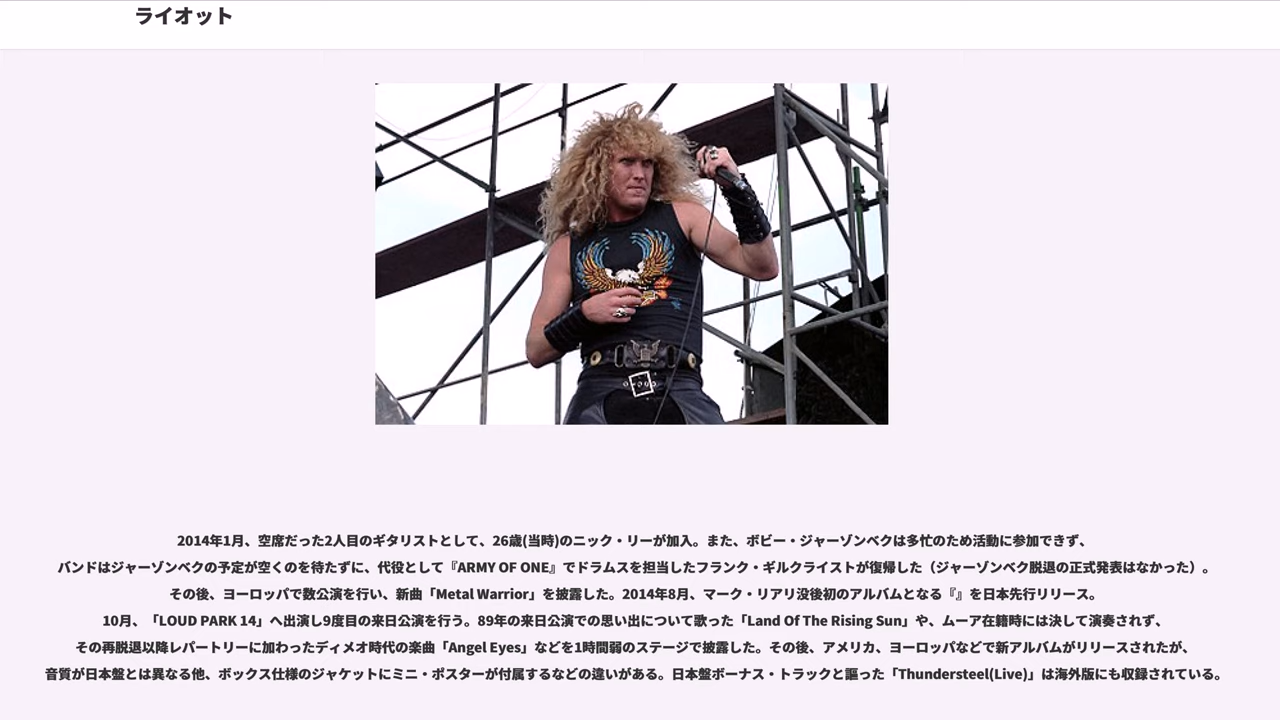 ライオット
2014年1月、空席だった2人目のギタリストとして、26歳(当時)のニック・リーが加入。また、ボビー・ジャーゾンベクは多忙のため活動に参加できず、
バンドはジャーゾンベクの予定が空くのを待たずに、代役として『ARMY OF ONE』でドラムスを担当したフランク・ギルクライストが復帰した（ジャーゾンベク脱退の正式発表はなかった）。
その後、ヨーロッパで数公演を行い、新曲「Metal Warrior」を披露した。2014年8月、マーク・リアリ没後初のアルバムとなる『』を日本先行リリース。
10月、「LOUD PARK 14」へ出演し9度目の来日公演を行う。89年の来日公演での思い出について歌った「Land Of The Rising Sun」や、ムーア在籍時には決して演奏されず、
その再脱退以降レパートリーに加わったディメオ時代の楽曲「Angel Eyes」などを1時間弱のステージで披露した。その後、アメリカ、ヨーロッパなどで新アルバムがリリースされたが、
音質が日本盤とは異なる他、ボックス仕様のジャケットにミニ・ポスターが付属するなどの違いがある。日本盤ボーナス・トラックと謳った「Thundersteel(Live)」は海外版にも収録されている。